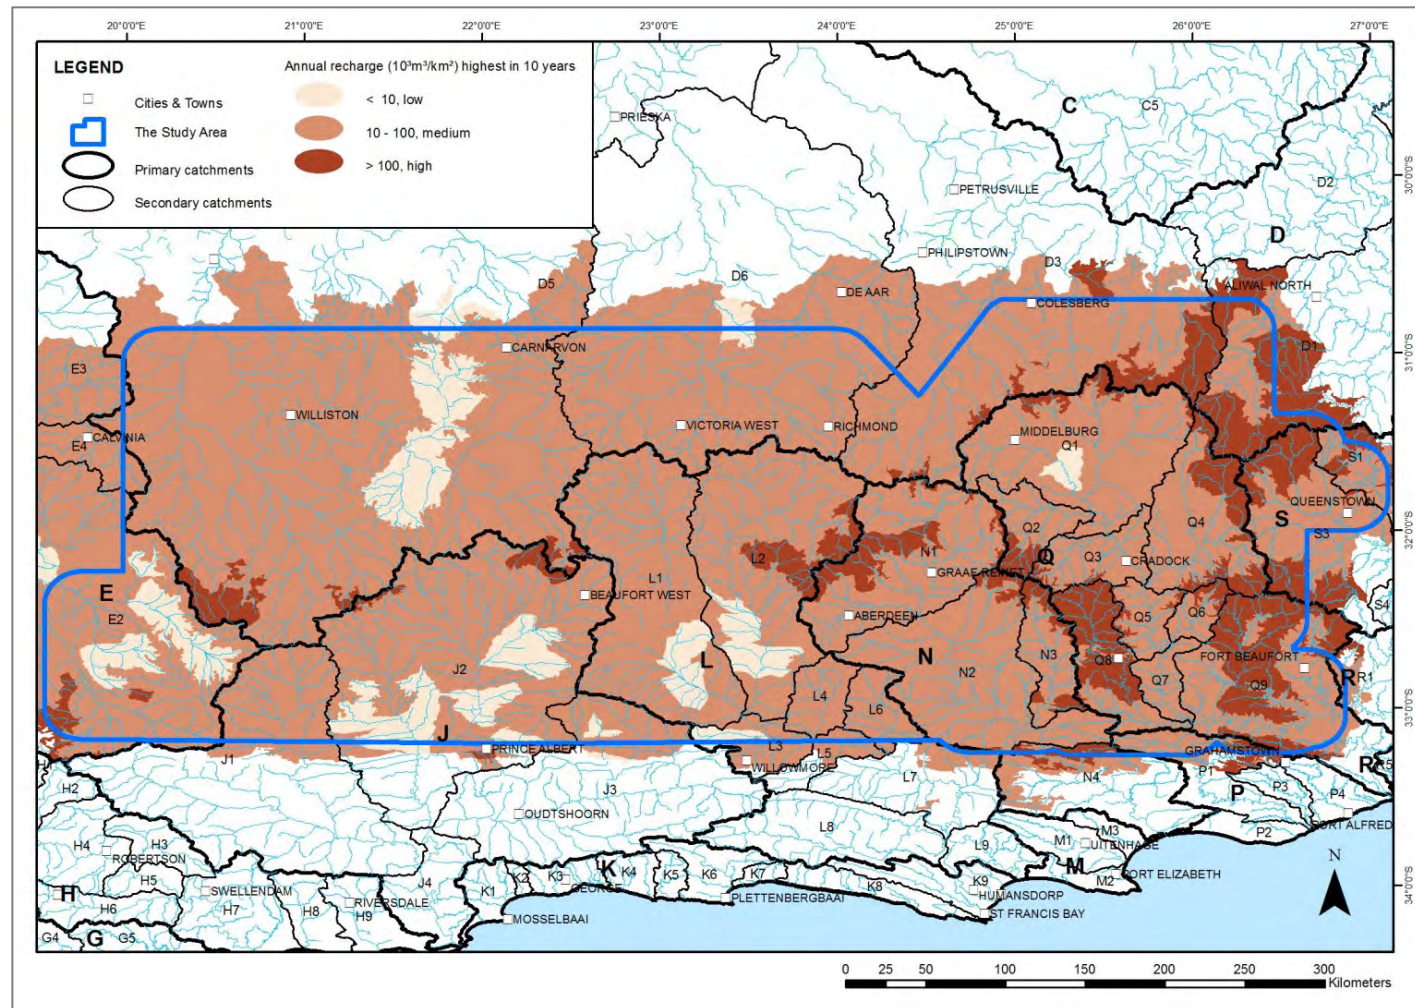 20°0'0"E 21°0'0"E 22°0'0"E 23°0'0"E 24°0'0"E 25°0'0"E 26°0'0"E 27°0'0"E
LEGEND
Annual recharge (10³m³/km²) highest in 10 years
Cities & Towns
< 10, low
The Study Area
10 - 100, medium
Primary catchments
> 100, high
Secondary catchments
PRIESKA
C
C5
30°0'0"S
PETRUSVILLE
D2
D
PHILIPSTOWN
D3
D5
D6
DE AAR
ALIWAL NORTH
COLESBERG
D1
CARNARVON
31°0'0"S
E3
WILLISTON
VICTORIA WEST
RICHMOND
MIDDELBURG
Q1
CALVINIA
E4
S1
QUEENSTOWN
S
Q4
Q2
S3
32°0'0"S
N1
L2
Q
Q3
CRADOCK
GRAAF REINET
L1
BEAUFORT WEST
E
E2
ABERDEEN
Q5
Q6
S4
L
N
N2
N3
Q8
Q7
FORT BEAUFORT
R
R1
Q9
J2
L4
L6
33°0'0"S
J
PRINCE ALBERT
L3
L5
GRAHAMSTOWN
J1
WILLOWMORE
L7
N4
P1
R
R5
H1
H2
J3
P
P3
P4
OUDTSHOORN
PORT ALFRED
L8
P2
H4
H3
ROBERTSON
M1
M3
UITENHAGE
L9
M
M2
PORT ELIZABETH
H5
J4
K
K1
K2
K3
K4
K5
K6
K7
K8
K9
GEORGE
H
H6
SWELLENDAM
H7
H8
RIVERSDALE
H9
PLETTENBERGBAAI
HUMANSDORP
34°0'0"S
MOSSELBAAI
ST FRANCIS BAY
G4
G
G5
N
0 25 50 100 150 200 250 300
Kilometers